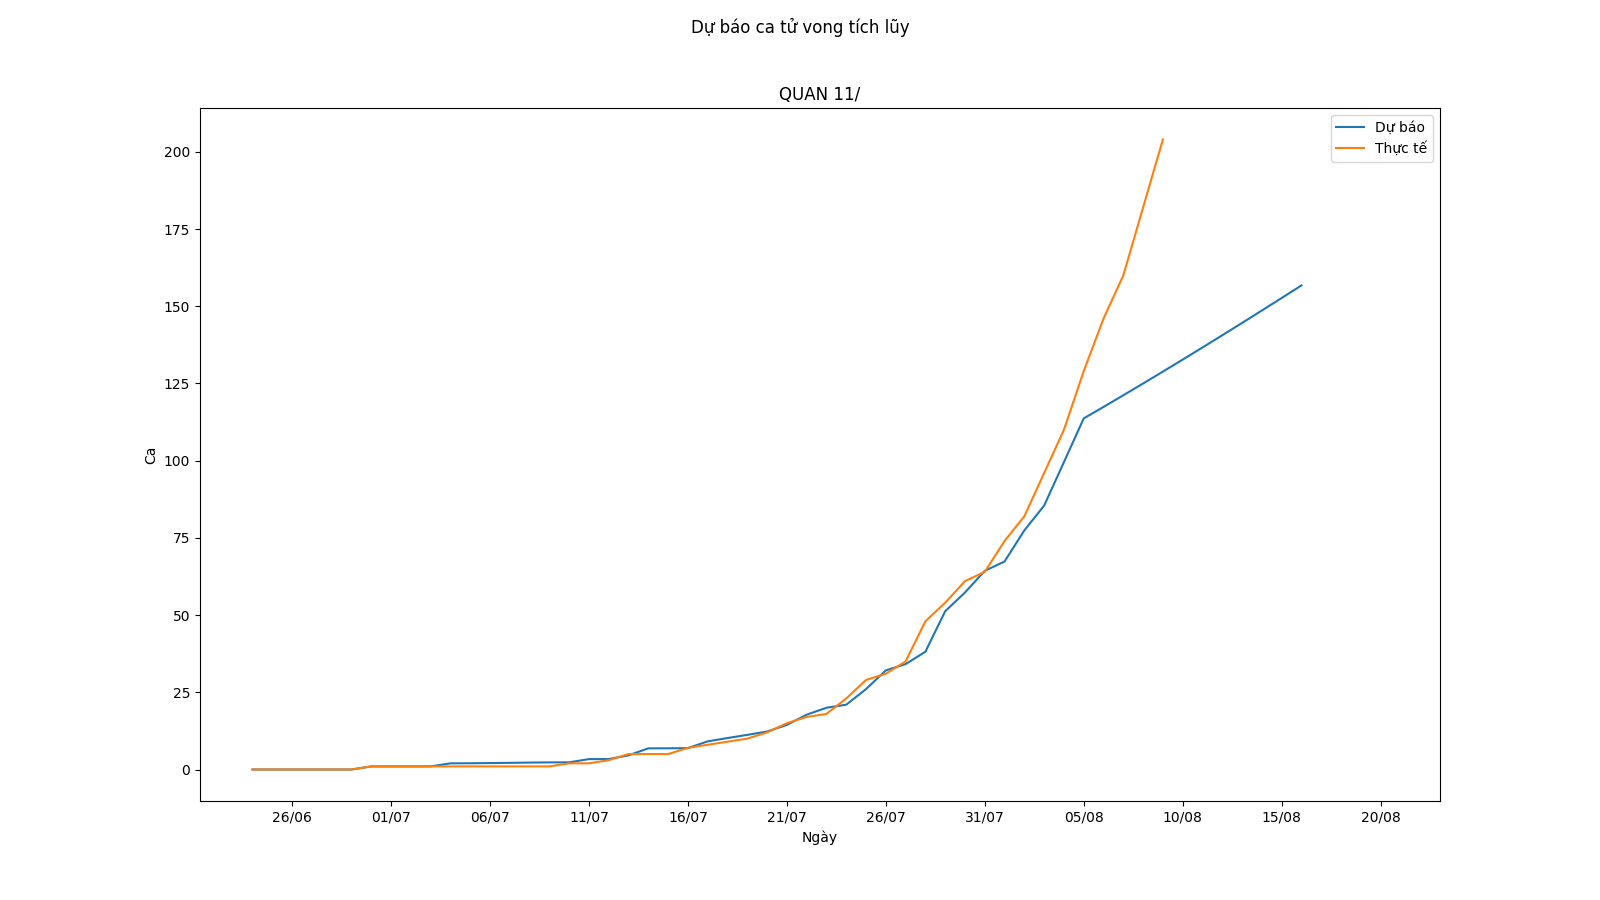 Dự báo ca tử vong tích lũy
QUAN 11/
Dự báo
Thực tế
200
175
150
125
100
75
50
25
0
Ca
26/06 01/07 06/07 11/07 16/07 21/07 26/07 31/07 05/08 10/08 15/08 20/08
Ngày